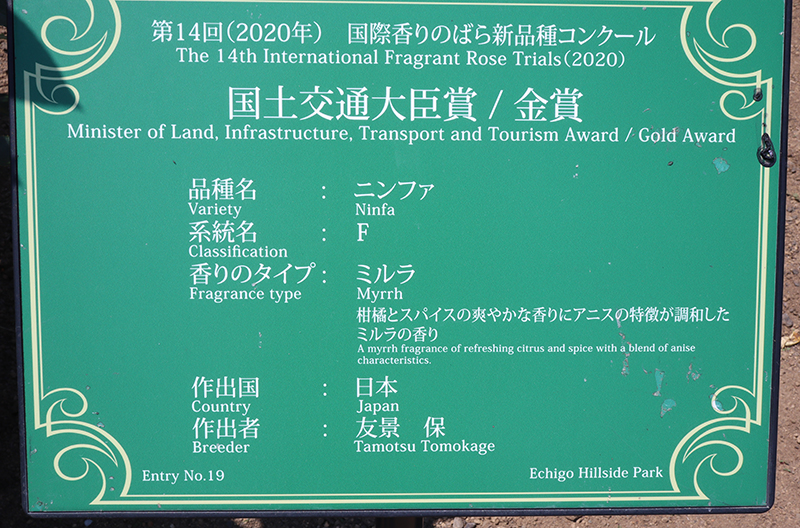 第14回（2020年）　国際香りのばら新品種コンクール
The 14th International Fragrant Rose Trials（2020）
国土交通大臣賞 / 金賞
Minister of Land, Infrastructure, Transport and Tourism Award / Gold Award
品種名 : ニンファ
Variety Ninfa
系統名 : F
Classification
香りのタイプ : ミルラ
Fragrance type Myrrh
柑橘とスパイスの爽やかな香りにアニスの特徴が調和した
ミルラの香り
A myrrh fragrance of refreshing citrus and spice with a blend of anise
characteristics.
作出国 : 日本
Country Japan
作出者 : 友景　保
Breeder Tamotsu Tomokage
Entry No.19 Echigo Hillside Park